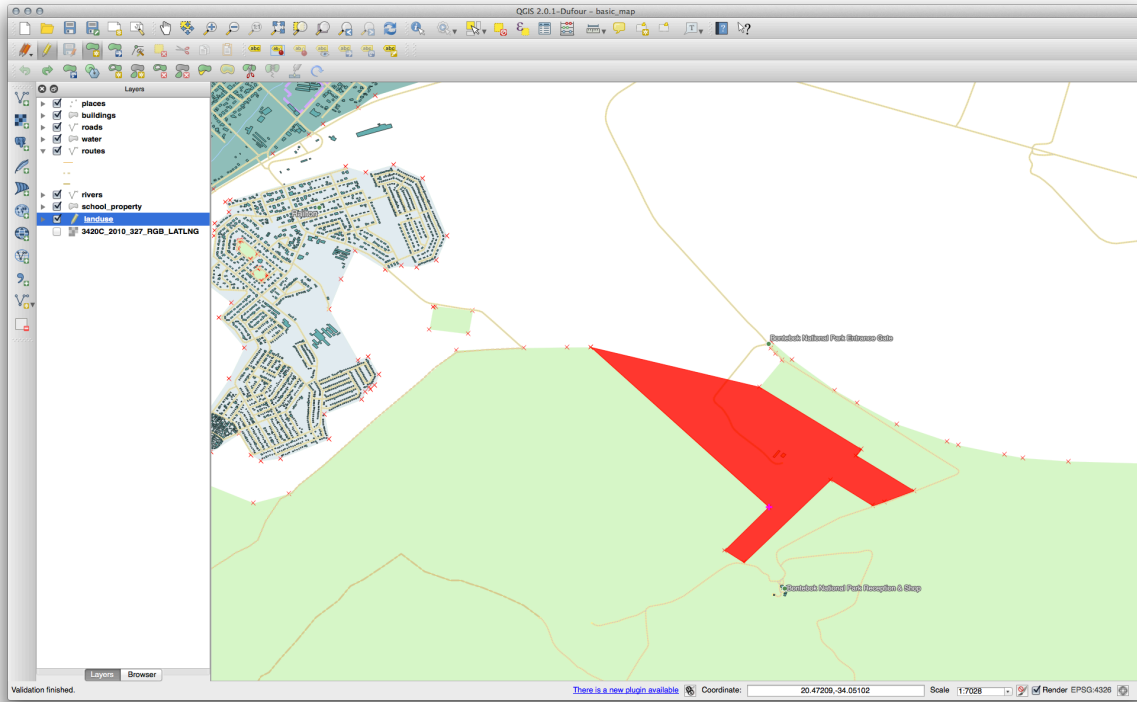 QGIS 2.0.1-Dufour - basic_map
Layers
places
buildings
roads
water
routes
rivers
school_property
landuse
3420C_2010_327_RGB_LATLNG
Railton
Bontebok National Park Entrance Gate
Bontebok National Park Reception & Shop
Layers
Browser
Validation finished.
There is a new plugin available
Coordinate:
20.47209,-34.05102
Scale
1:7028
Render
EPSG:4326